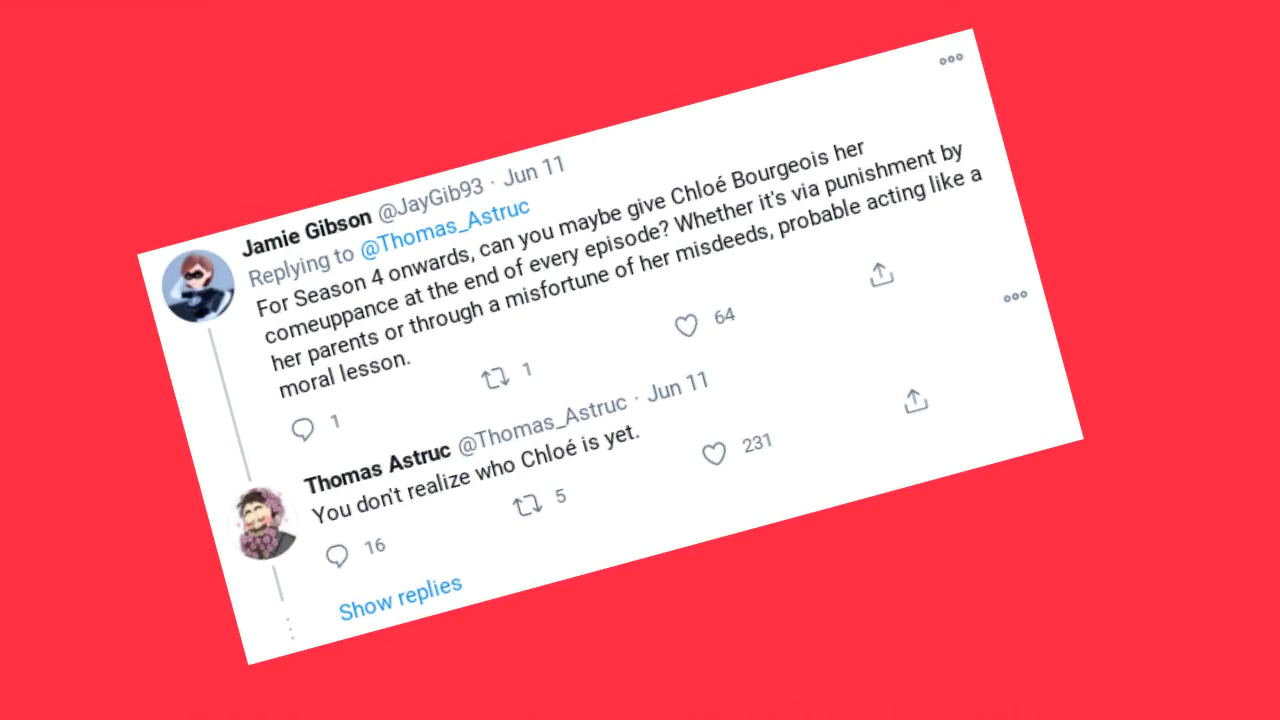 Jamie Gibson @JayGib93 · Jun 11
Replying to @Thomas_Astruc
For Season 4 onwards, can you maybe give Chloé Bourgeois her
comeuppance at the end of every episode? Whether it's via punishment by
her parents or through a misfortune of her misdeeds, probable acting like a
moral lesson.
1 1 64
Thomas Astruc @Thomas_Astruc · Jun 11
You don't realize who Chloé is yet.
16 5 231
Show replies